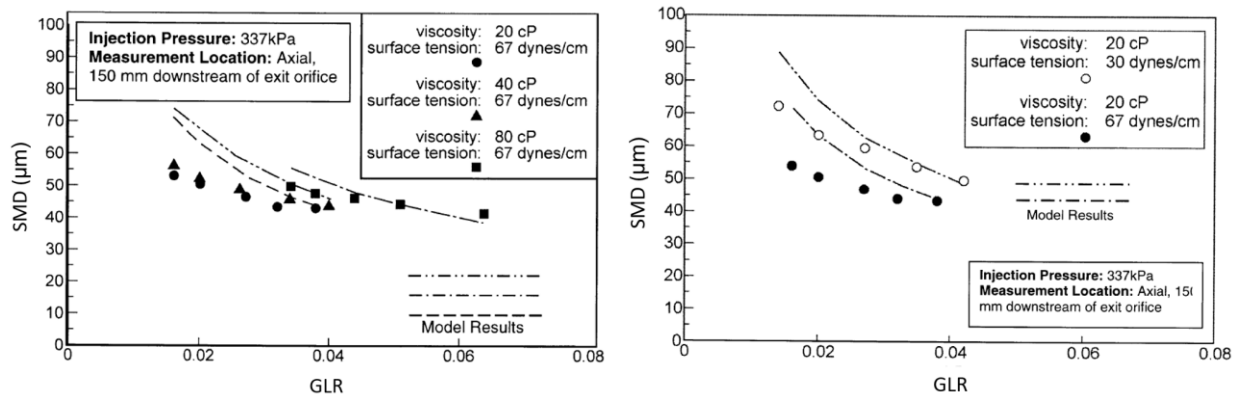 Injection Pressure: 337kPa
Measurement Location: Axial,
150 mm downstream of exit orifice
viscosity: 20 cP
surface tension: 67 dynes/cm
viscosity: 40 cP
surface tension: 67 dynes/cm
viscosity: 80 cP
surface tension: 67 dynes/cm
Model Results
SMD (µm)
100
90
80
70
60
50
40
30
20
10
0
0
0.02
0.04
0.06
0.08
GLR
viscosity: 20 cP
surface tension: 30 dynes/cm
viscosity: 20 cP
surface tension: 67 dynes/cm
Model Results
Injection Pressure: 337kPa
Measurement Location: Axial, 15
mm downstream of exit orifice
SMD (µm)
100
90
80
70
60
50
40
30
20
10
0
0
0.02
0.04
0.06
0.08
GLR